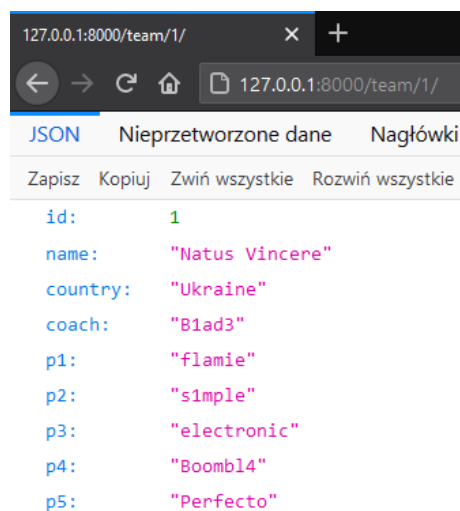 127.0.0.1:8000/team/1/
127.0.0.1:8000/team/1/
JSON Nieprzetworzone dane Nagłówki
Zapisz Kopiuj Zwiń wszystkie Rozwiń wszystkie
id: 1
name: "Natus Vincere"
country: "Ukraine"
coach: "B1ad3"
p1: "flamie"
p2: "s1mple"
p3: "electronic"
p4: "Boombl4"
p5: "Perfecto"